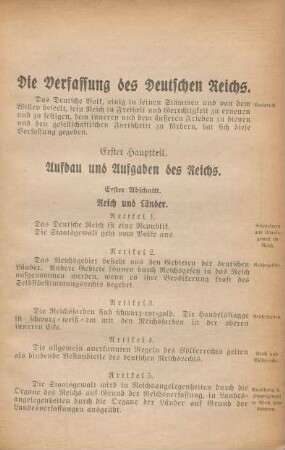 Die Verfassung des Deutschen Reichs.
Das Deutsche Volk, einig in seinen Stämmen und von dem
Willen beseelt, sein Reich in Freiheit und Gerechtigkeit zu erneuen
und zu festigen, dem inneren und dem äußeren Frieden zu dienen
und den gesellschaftlichen Fortschritt zu fördern, hat sich diese
Verfassung gegeben.
Erster Hauptteil.
Aufbau und Aufgaben des Reichs.
Erster Abschnitt.
Reich und Länder.
Artikel 1.
Das Deutsche Reich ist eine Republik.
Die Staatsgewalt geht vom Volke aus.
Artikel 2.
Das Reichsgebiet besteht aus den Gebieten der deutschen
Länder. Andere Gebiete können durch Reichsgesetz in das Reich
aufgenommen werden, wenn es ihre Bevölkerung kraft des
Selbstbestimmungsrechts begehrt.
Artikel 3.
Die Reichsfarben sind schwarz-rot-gold. Die Handelsflagge
ist schwarz-weiß-rot mit den Reichsfarben in der oberen
inneren Ecke.
Artikel 4.
Die allgemein anerkannten Regeln des Völkerrechts gelten
als bindende Bestandteile des deutschen Reichsrechts.
Artikel 5.
Die Staatsgewalt wird in Reichsangelegenheiten durch die
Organe des Reichs auf Grund der Reichsverfassung, in Landes-
angelegenheiten durch die Organe der Länder auf Grund der
Landesverfassungen ausgeübt.